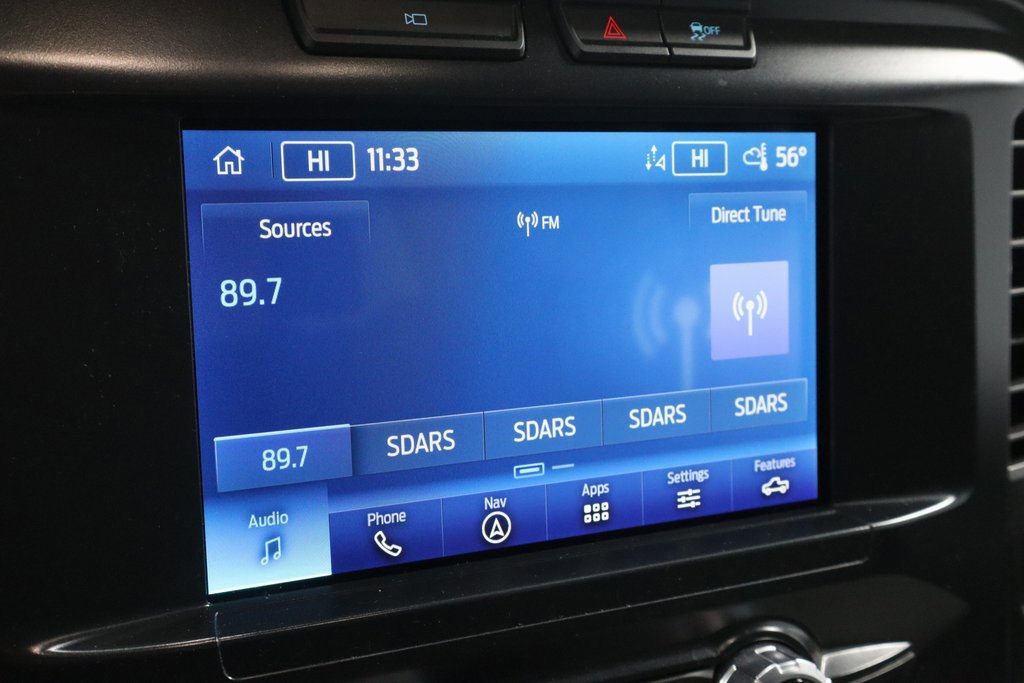 OFF
HI 11:33 HI 56°
Sources FM Direct Tune
89.7
89.7 SDARS SDARS SDARS SDARS
Audio Phone Nav Apps Settings Features